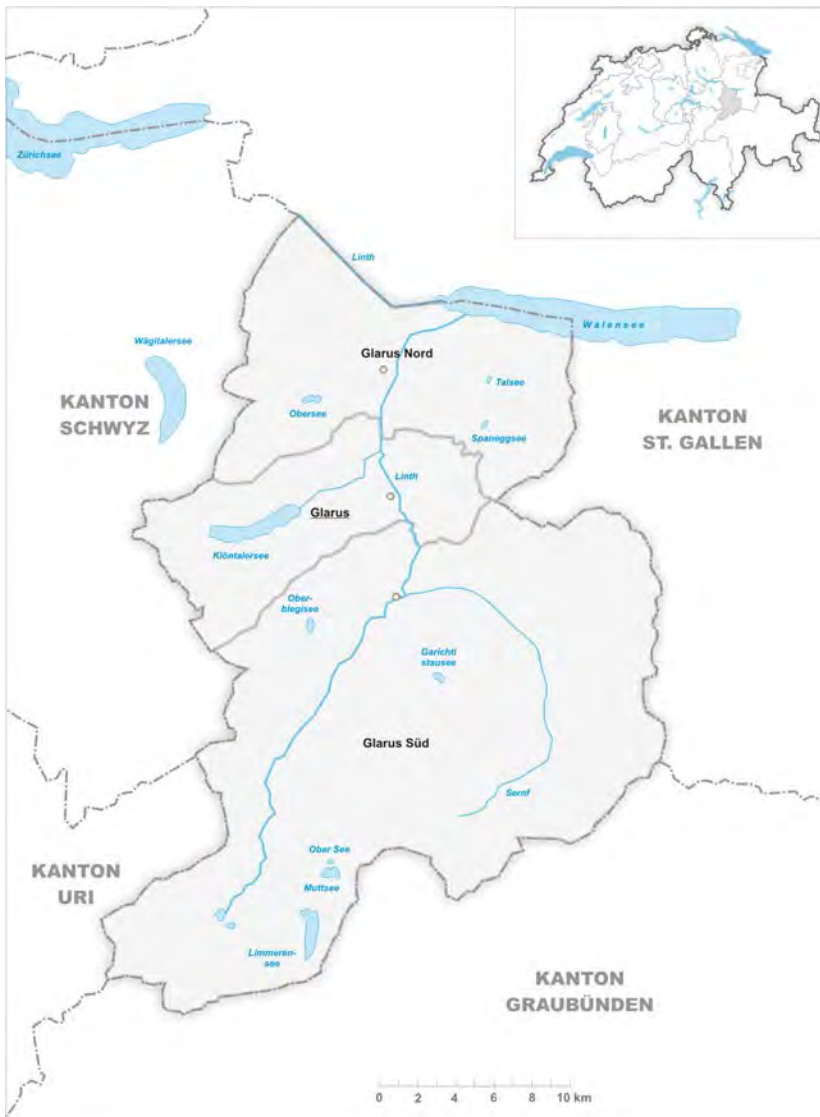 Zürichsee
Linth
Walensee
Wägitalersee
Glarus Nord
Talsee
KANTON
SCHWYZ
Obersee
KANTON
ST. GALLEN
Spaneggsee
Linth
Glarus
Klöntalersee
Ober-
blegisee
Garichti
stausee
Glarus Süd
Sernf
Ober See
KANTON
URI
Muttsee
Limmeren-
see
KANTON
GRAUBÜNDEN
0 2 4 6 8 10 km